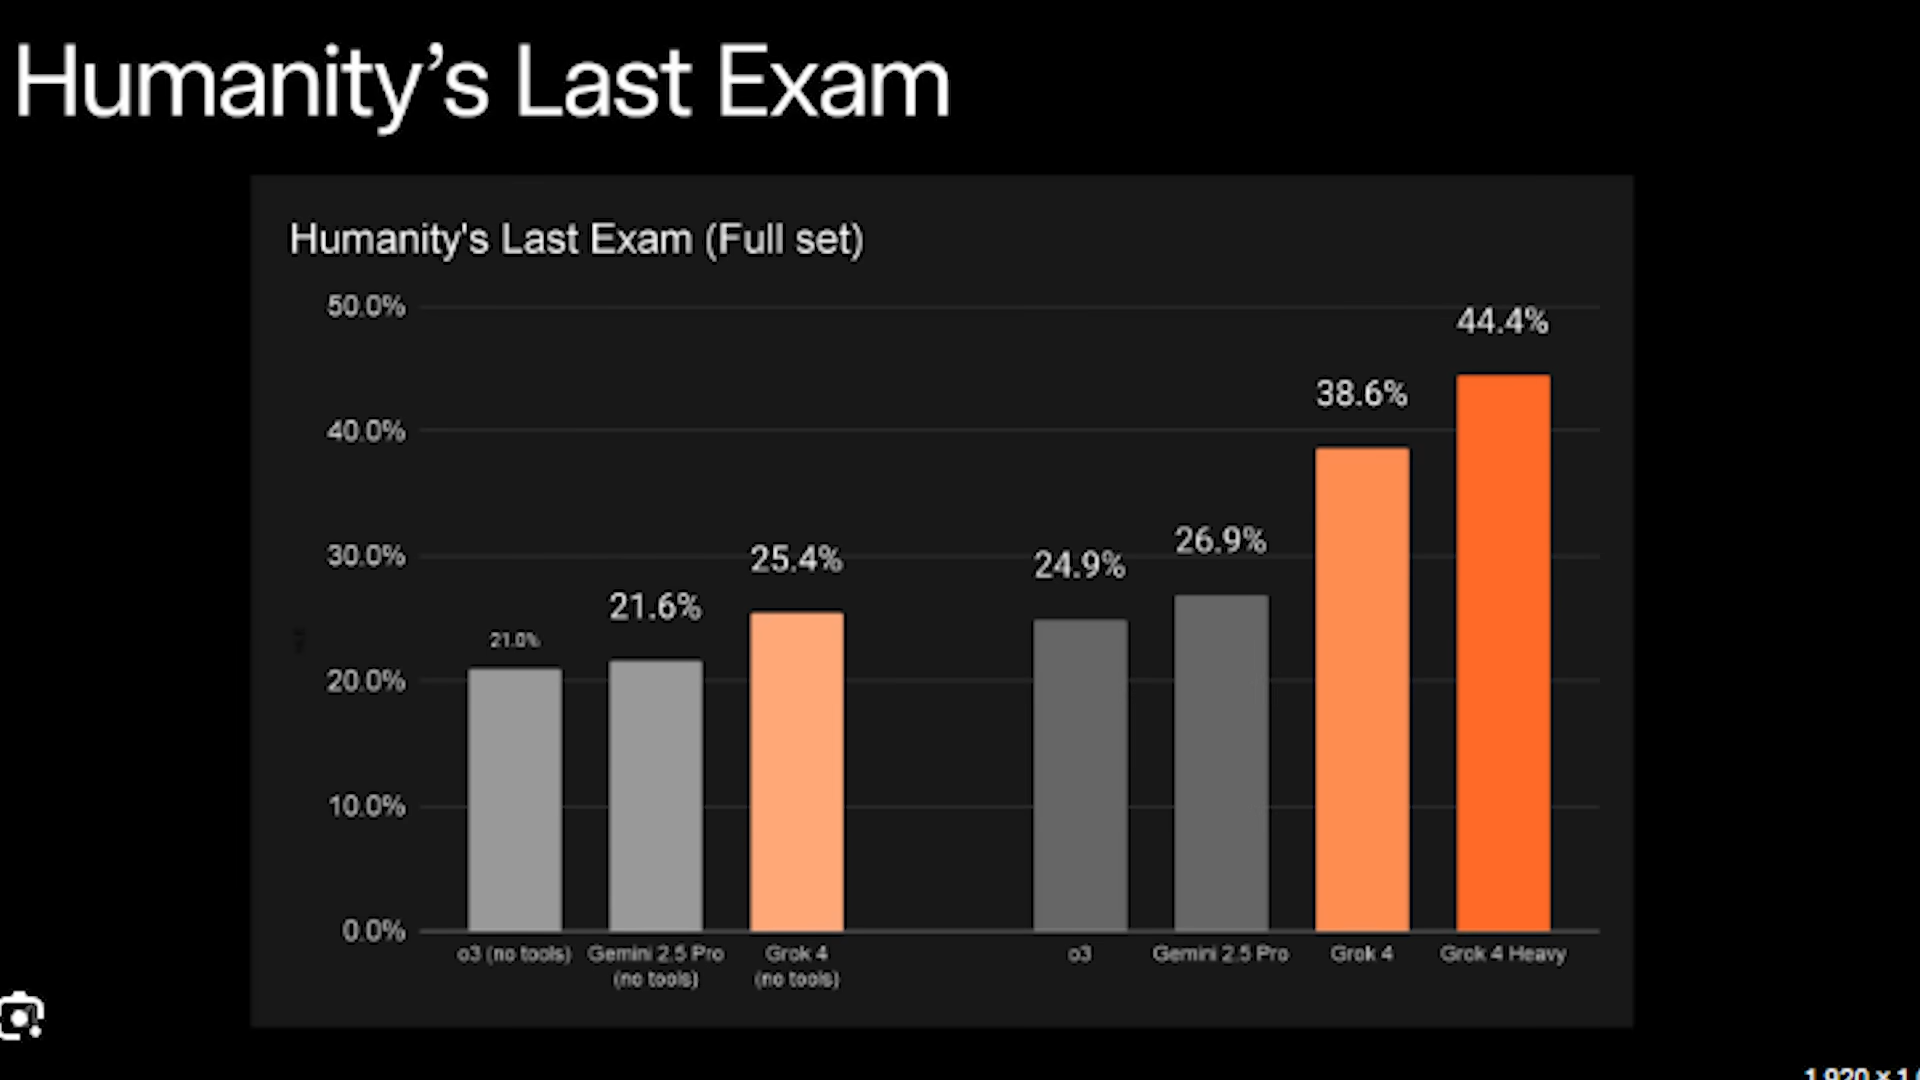 Humanity’s Last Exam
Humanity's Last Exam (Full set)
50.0%
40.0%
30.0%
20.0%
10.0%
0.0%
21.0%
21.6%
25.4%
24.9%
26.9%
38.6%
44.4%
o3 (no tools)
Gemini 2.5 Pro
(no tools)
Grok 4
(no tools)
o3
Gemini 2.5 Pro
Grok 4
Grok 4 Heavy